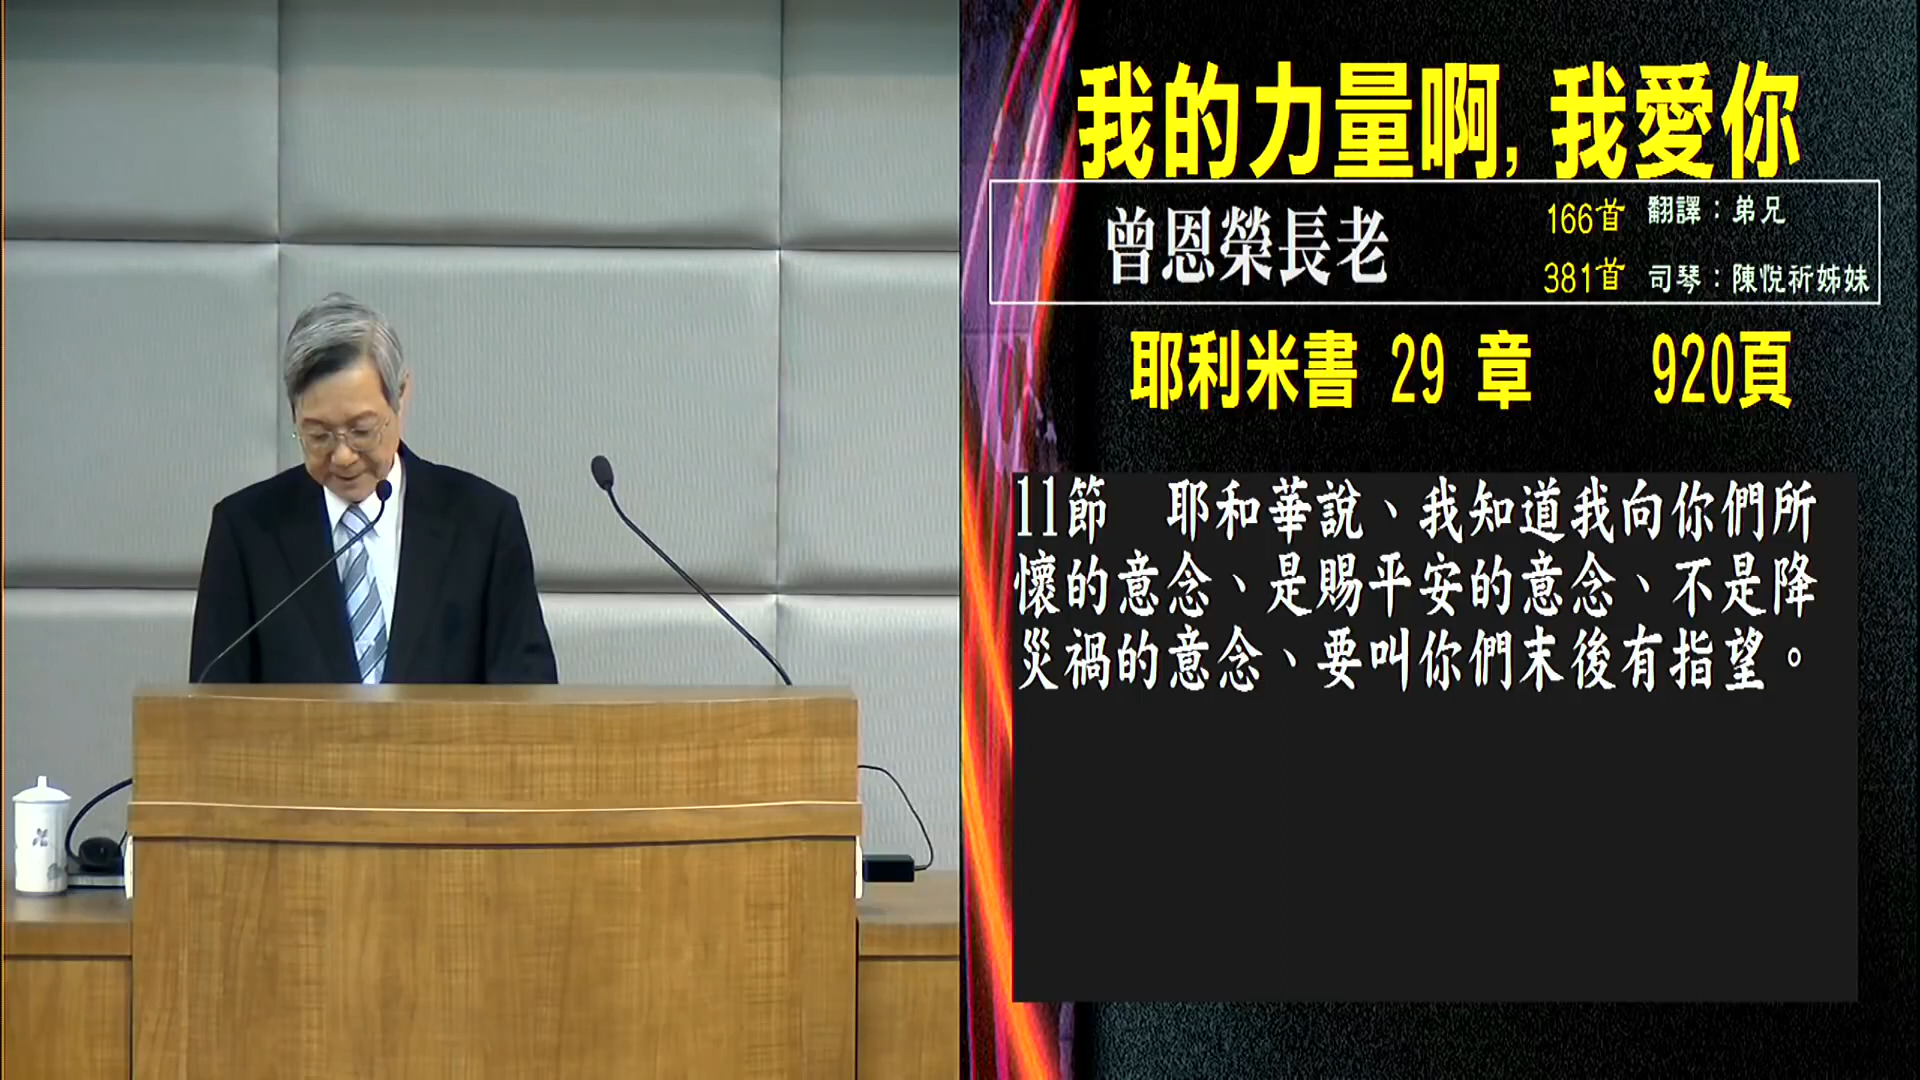 我的力量啊, 我愛你
曾恩榮長老
166首 翻譯：弟兄
381首 司琴：陳悅祈姊妹
耶利米書 29 章 920頁
11節 耶和華說、我知道我向你們所
懷的意念、是賜平安的意念、不是降
災禍的意念、要叫你們末後有指望。